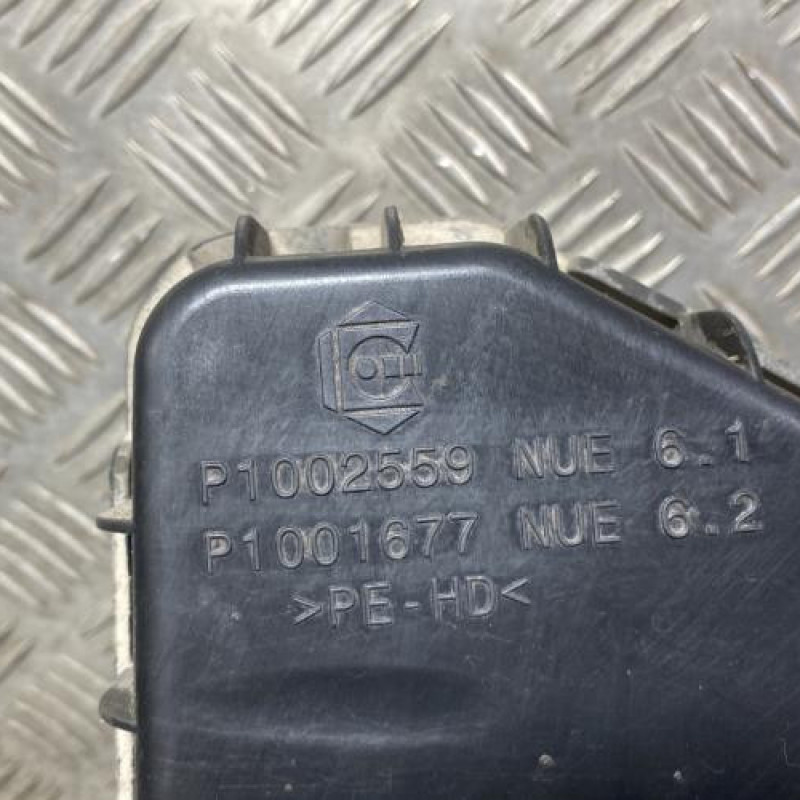 P1002559 NUE 6.1
P1001677 NUE 6.2
>PE-HD<